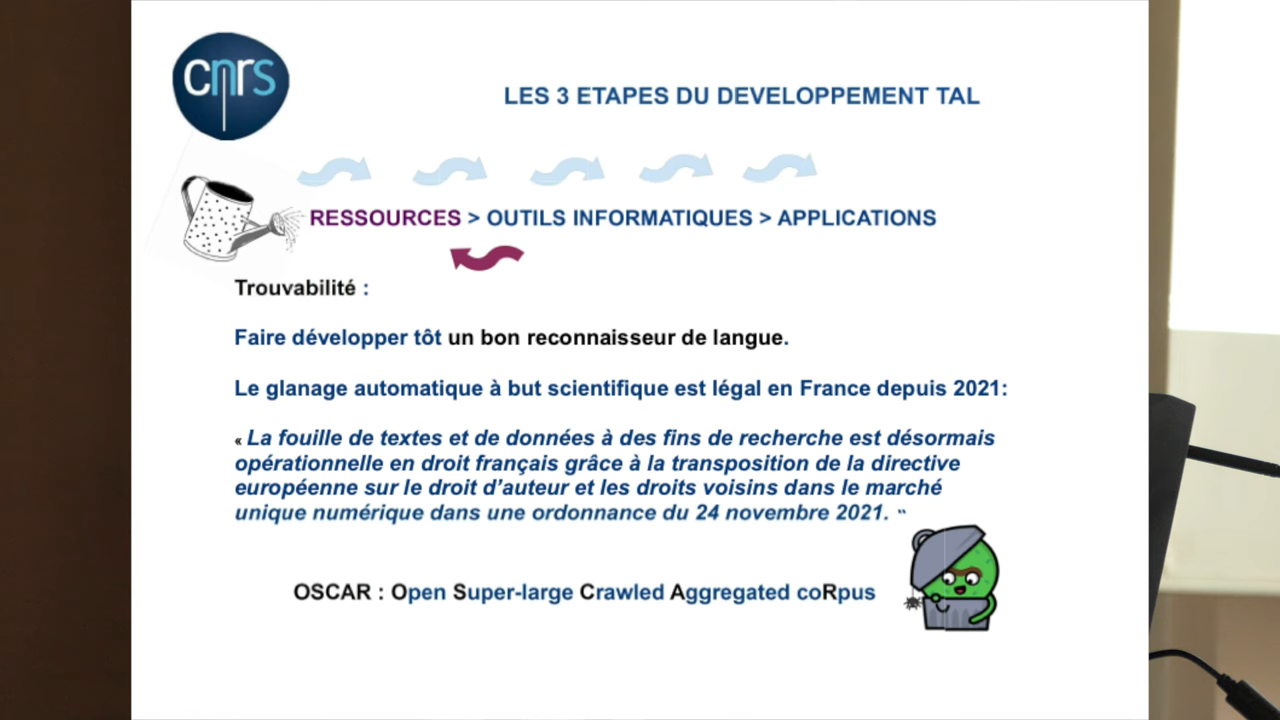 cnrs
LES 3 ETAPES DU DEVELOPPEMENT TAL
RESSOURCES > OUTILS INFORMATIQUES > APPLICATIONS
Trouvabilité :
Faire développer tôt un bon reconnaisseur de langue.
Le glanage automatique à but scientifique est légal en France depuis 2021:
« La fouille de textes et de données à des fins de recherche est désormais
opérationnelle en droit français grâce à la transposition de la directive
européenne sur le droit d’auteur et les droits voisins dans le marché
unique numérique dans une ordonnance du 24 novembre 2021. "
OSCAR : Open Super-large Crawled Aggregated coRpus